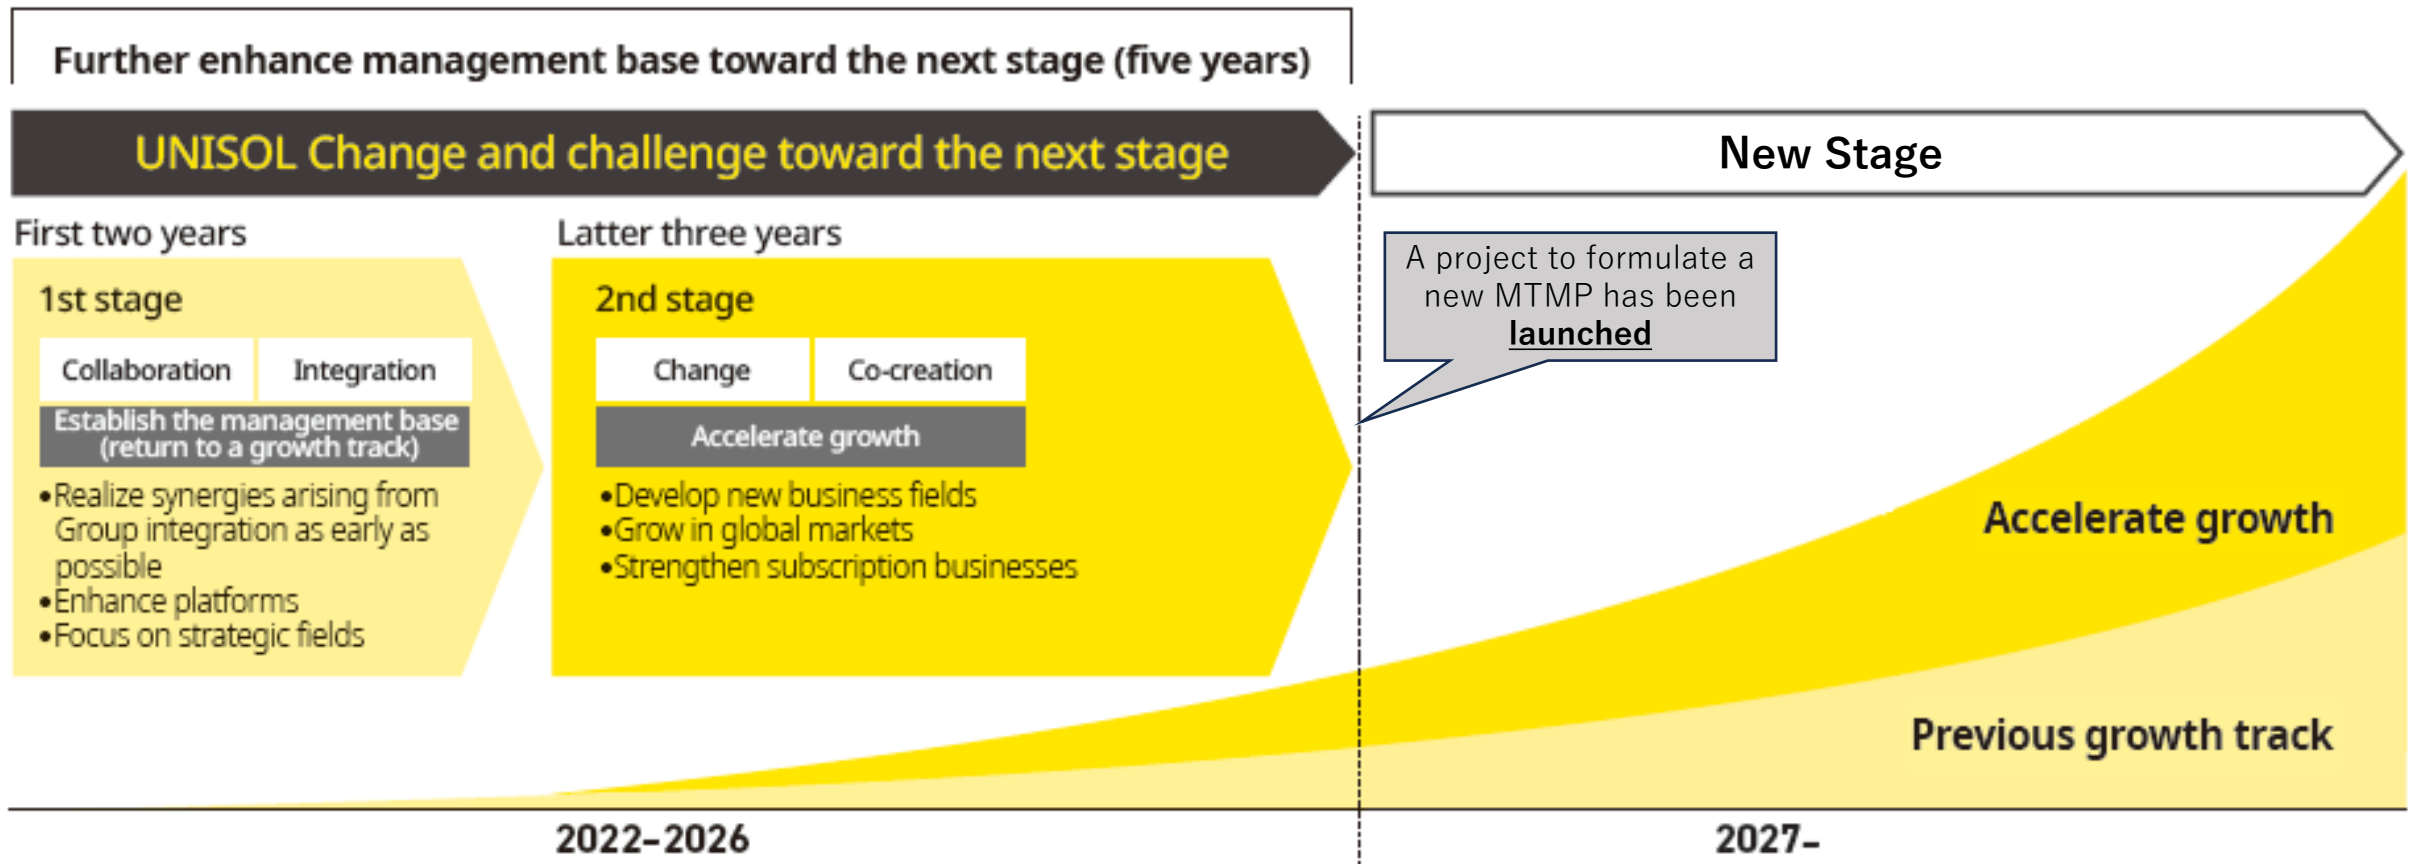 Further enhance management base toward the next stage (five years)
UNISOL Change and challenge toward the next stage
New Stage
First two years
1st stage
Collaboration
Integration
Establish the management base
(return to a growth track)
•Realize synergies arising from
Group integration as early as
possible
•Enhance platforms
•Focus on strategic fields
Latter three years
2nd stage
Change
Co-creation
Accelerate growth
•Develop new business fields
•Grow in global markets
•Strengthen subscription businesses
A project to formulate a
new MTMP has been
launched
Accelerate growth
Previous growth track
2022–2026
2027–